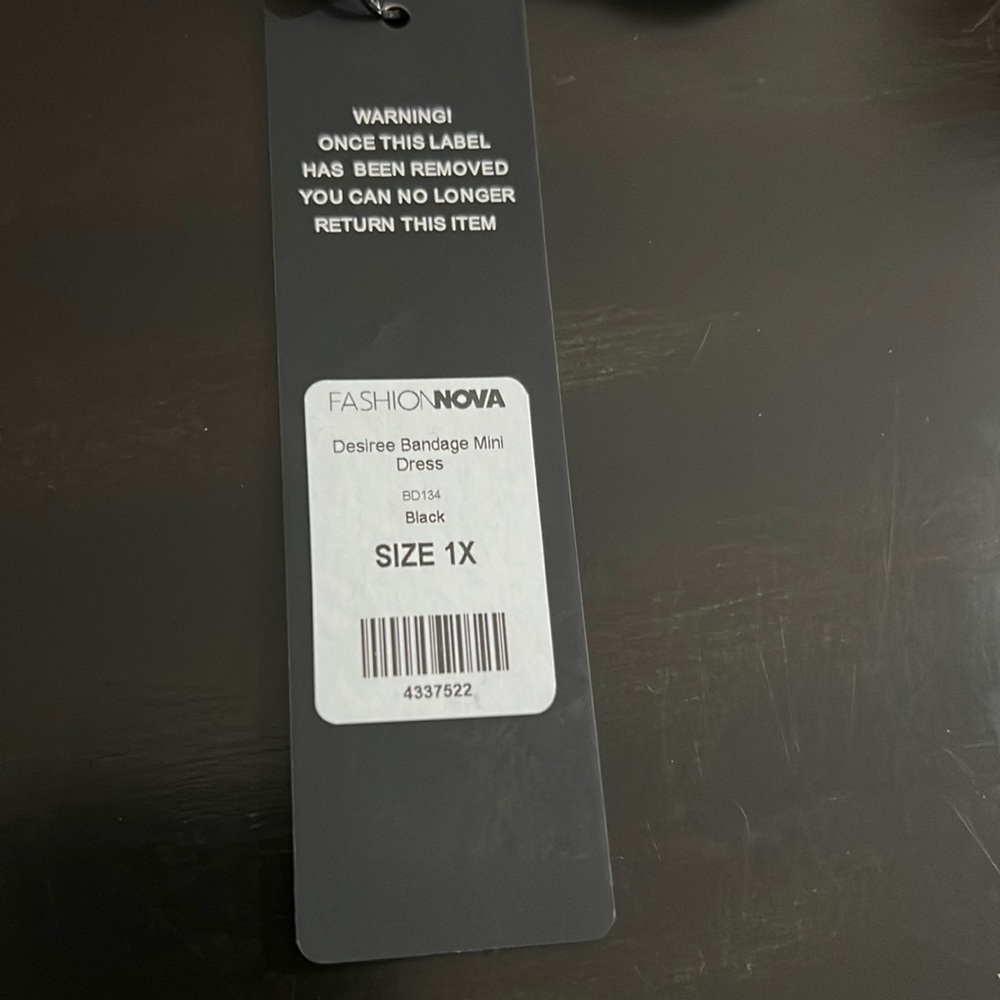 WARNING!
ONCE THIS LABEL
HAS BEEN REMOVED
YOU CAN NO LONGER
RETURN THIS ITEM
FASHIONNOVA
Desiree Bandage Mini
Dress
BD134
Black
SIZE 1X
4337522